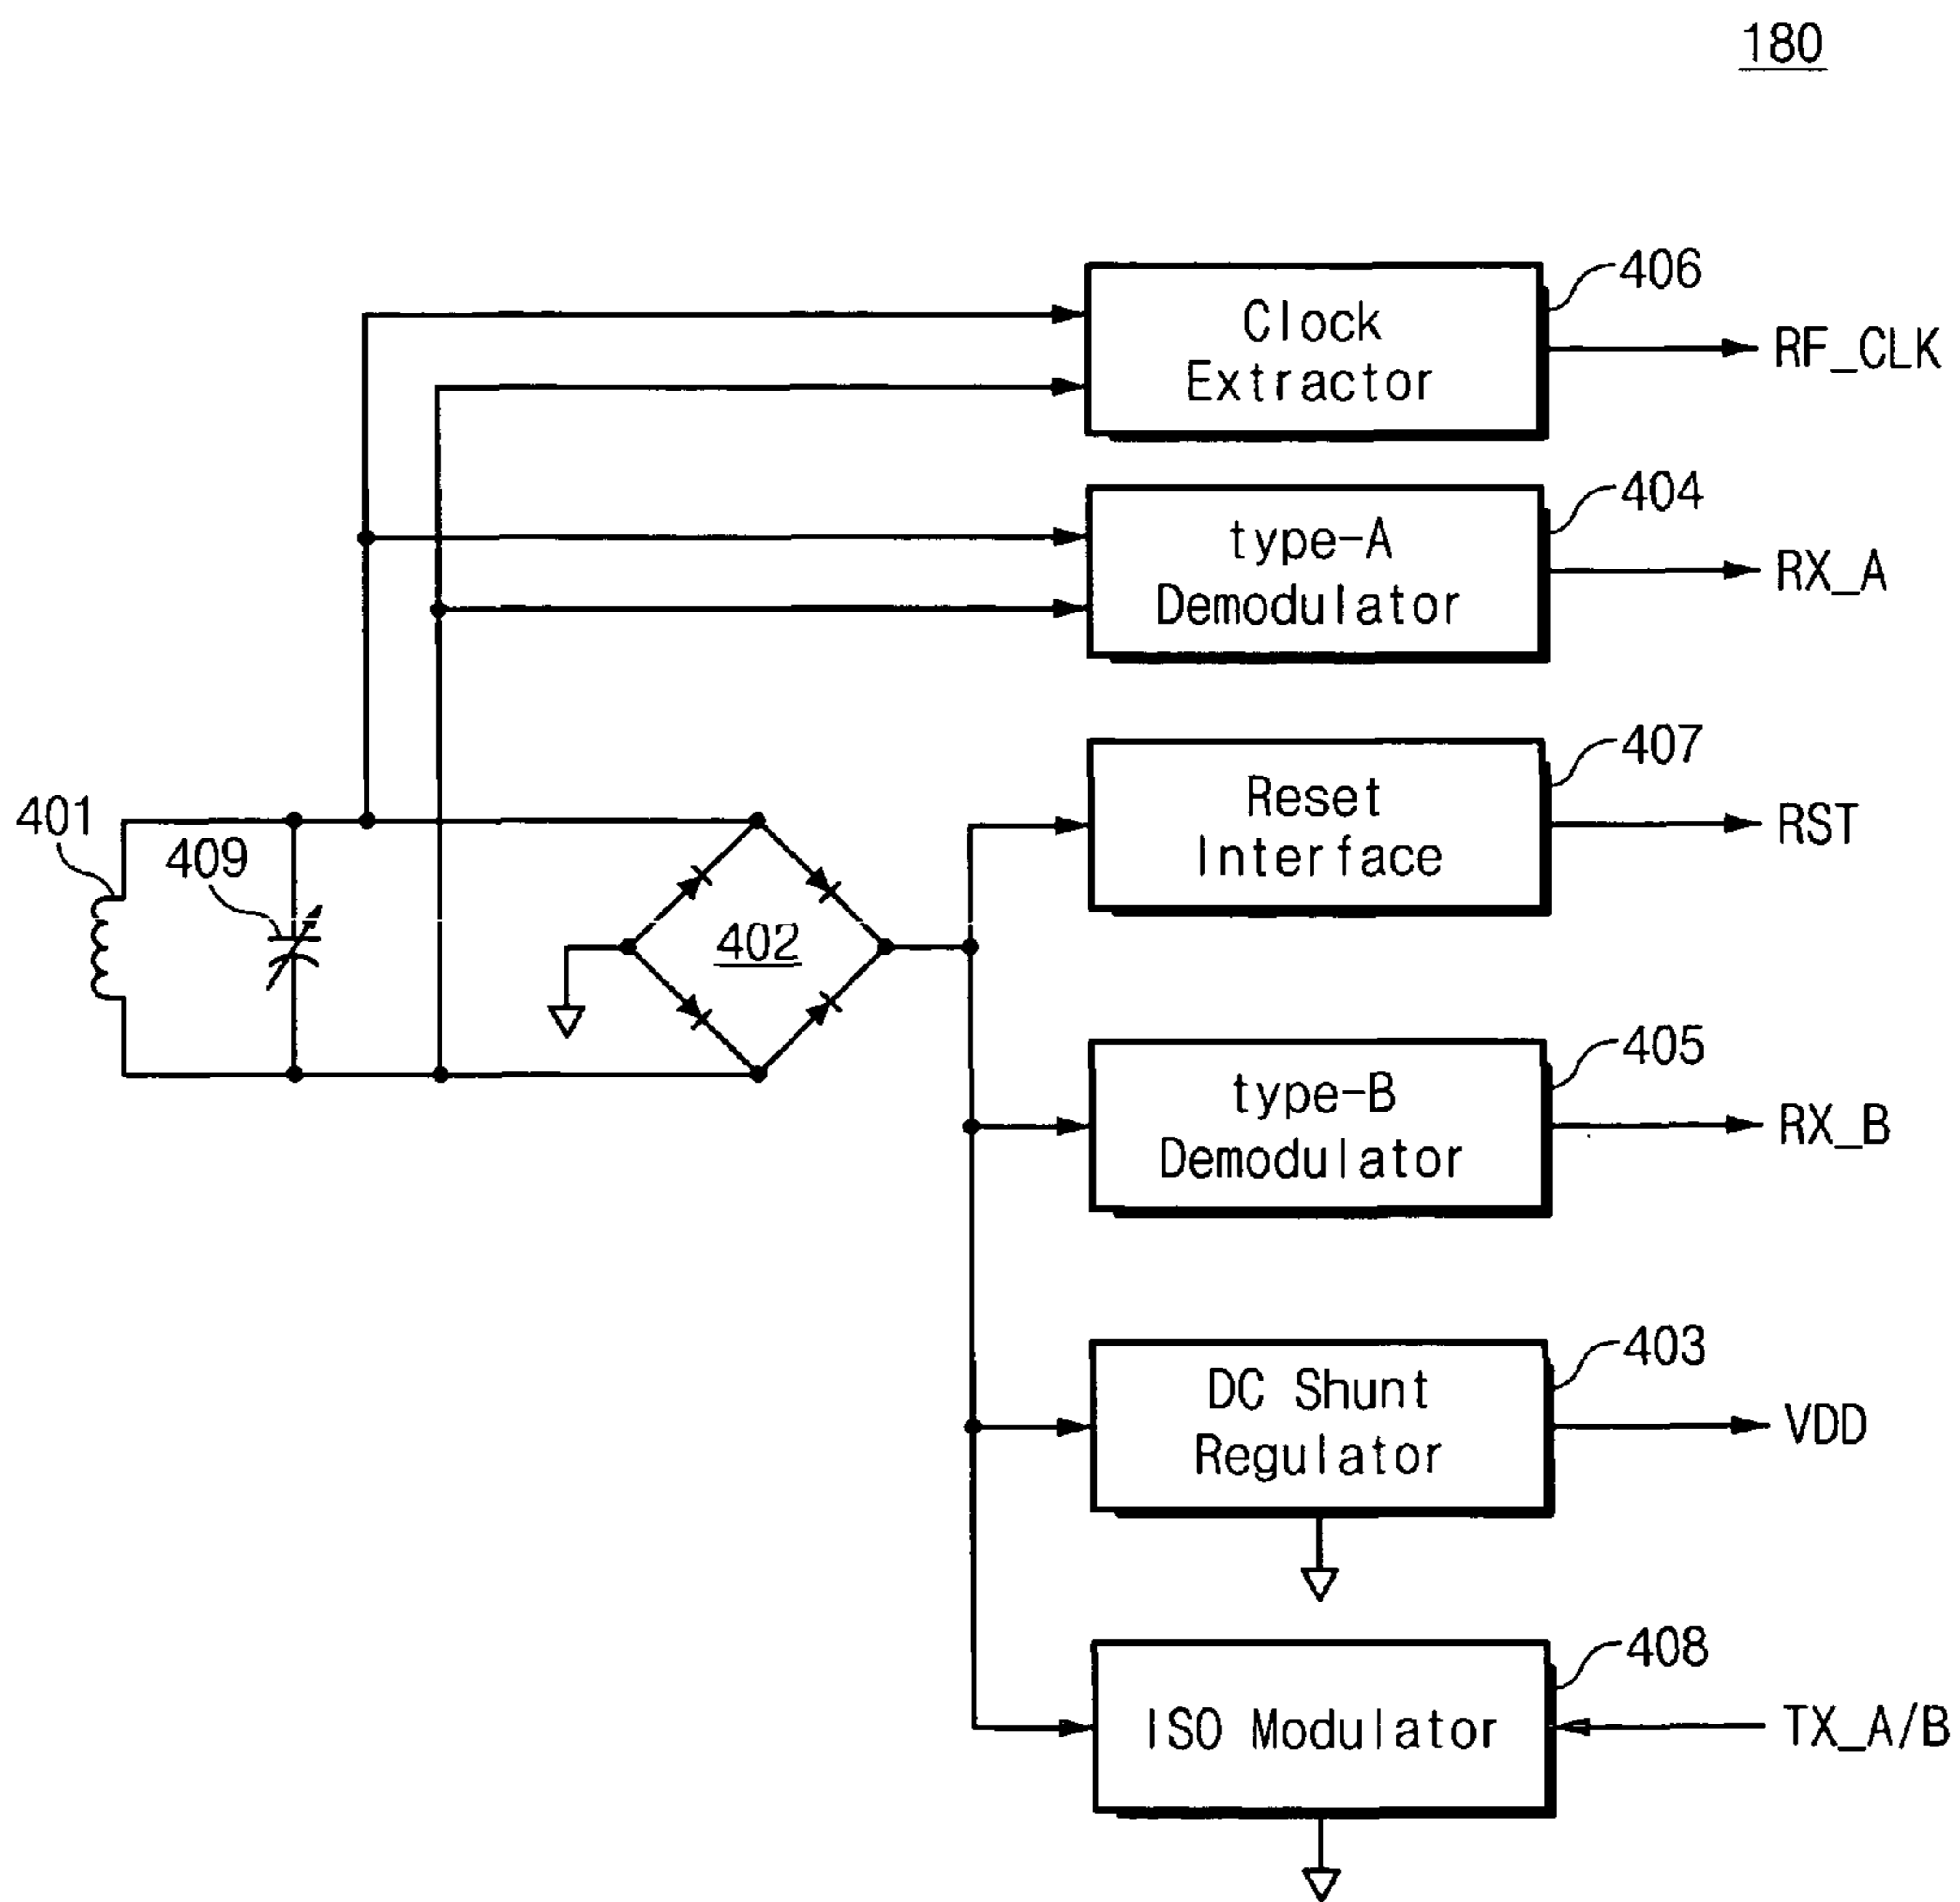 180
406
Clock
Extractor
RF_CLK
404
type-A
Demodulator
RX_A
407
Reset
Interface
RST
401
409
402
405
type-B
Demodulator
RX_B
403
DC Shunt
Regulator
VDD
408
ISO Modulator
TX_A/B